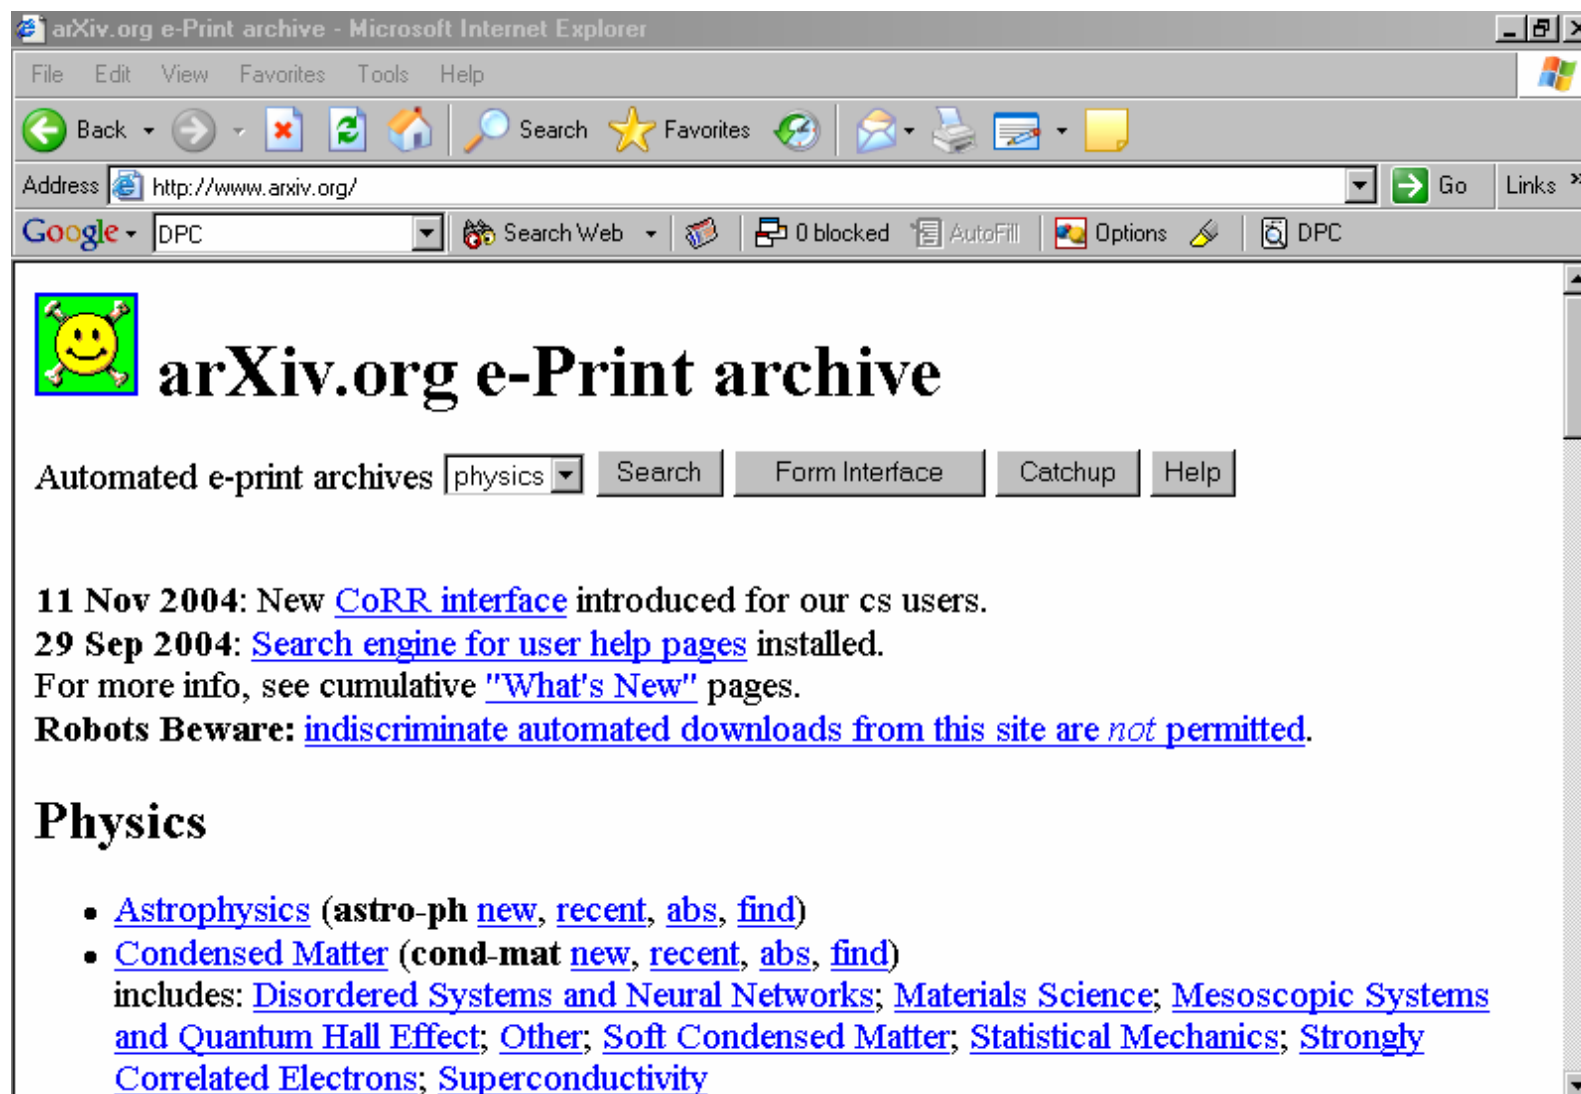 arXiv.org e-Print archive - Microsoft Internet Explorer
File Edit View Favorites Tools Help
Back Search Favorites
Address http://www.arxiv.org/ Go Links »
Google DPC Search Web 0 blocked AutoFill Options DPC
arXiv.org e-Print archive
Automated e-print archives physics Search Form Interface Catchup Help
11 Nov 2004: New CoRR interface introduced for our cs users.
29 Sep 2004: Search engine for user help pages installed.
For more info, see cumulative "What's New" pages.
Robots Beware: indiscriminate automated downloads from this site are not permitted.
Physics
• Astrophysics (astro-ph new, recent, abs, find)
• Condensed Matter (cond-mat new, recent, abs, find)
includes: Disordered Systems and Neural Networks; Materials Science; Mesoscopic Systems
and Quantum Hall Effect; Other; Soft Condensed Matter; Statistical Mechanics; Strongly
Correlated Electrons; Superconductivity